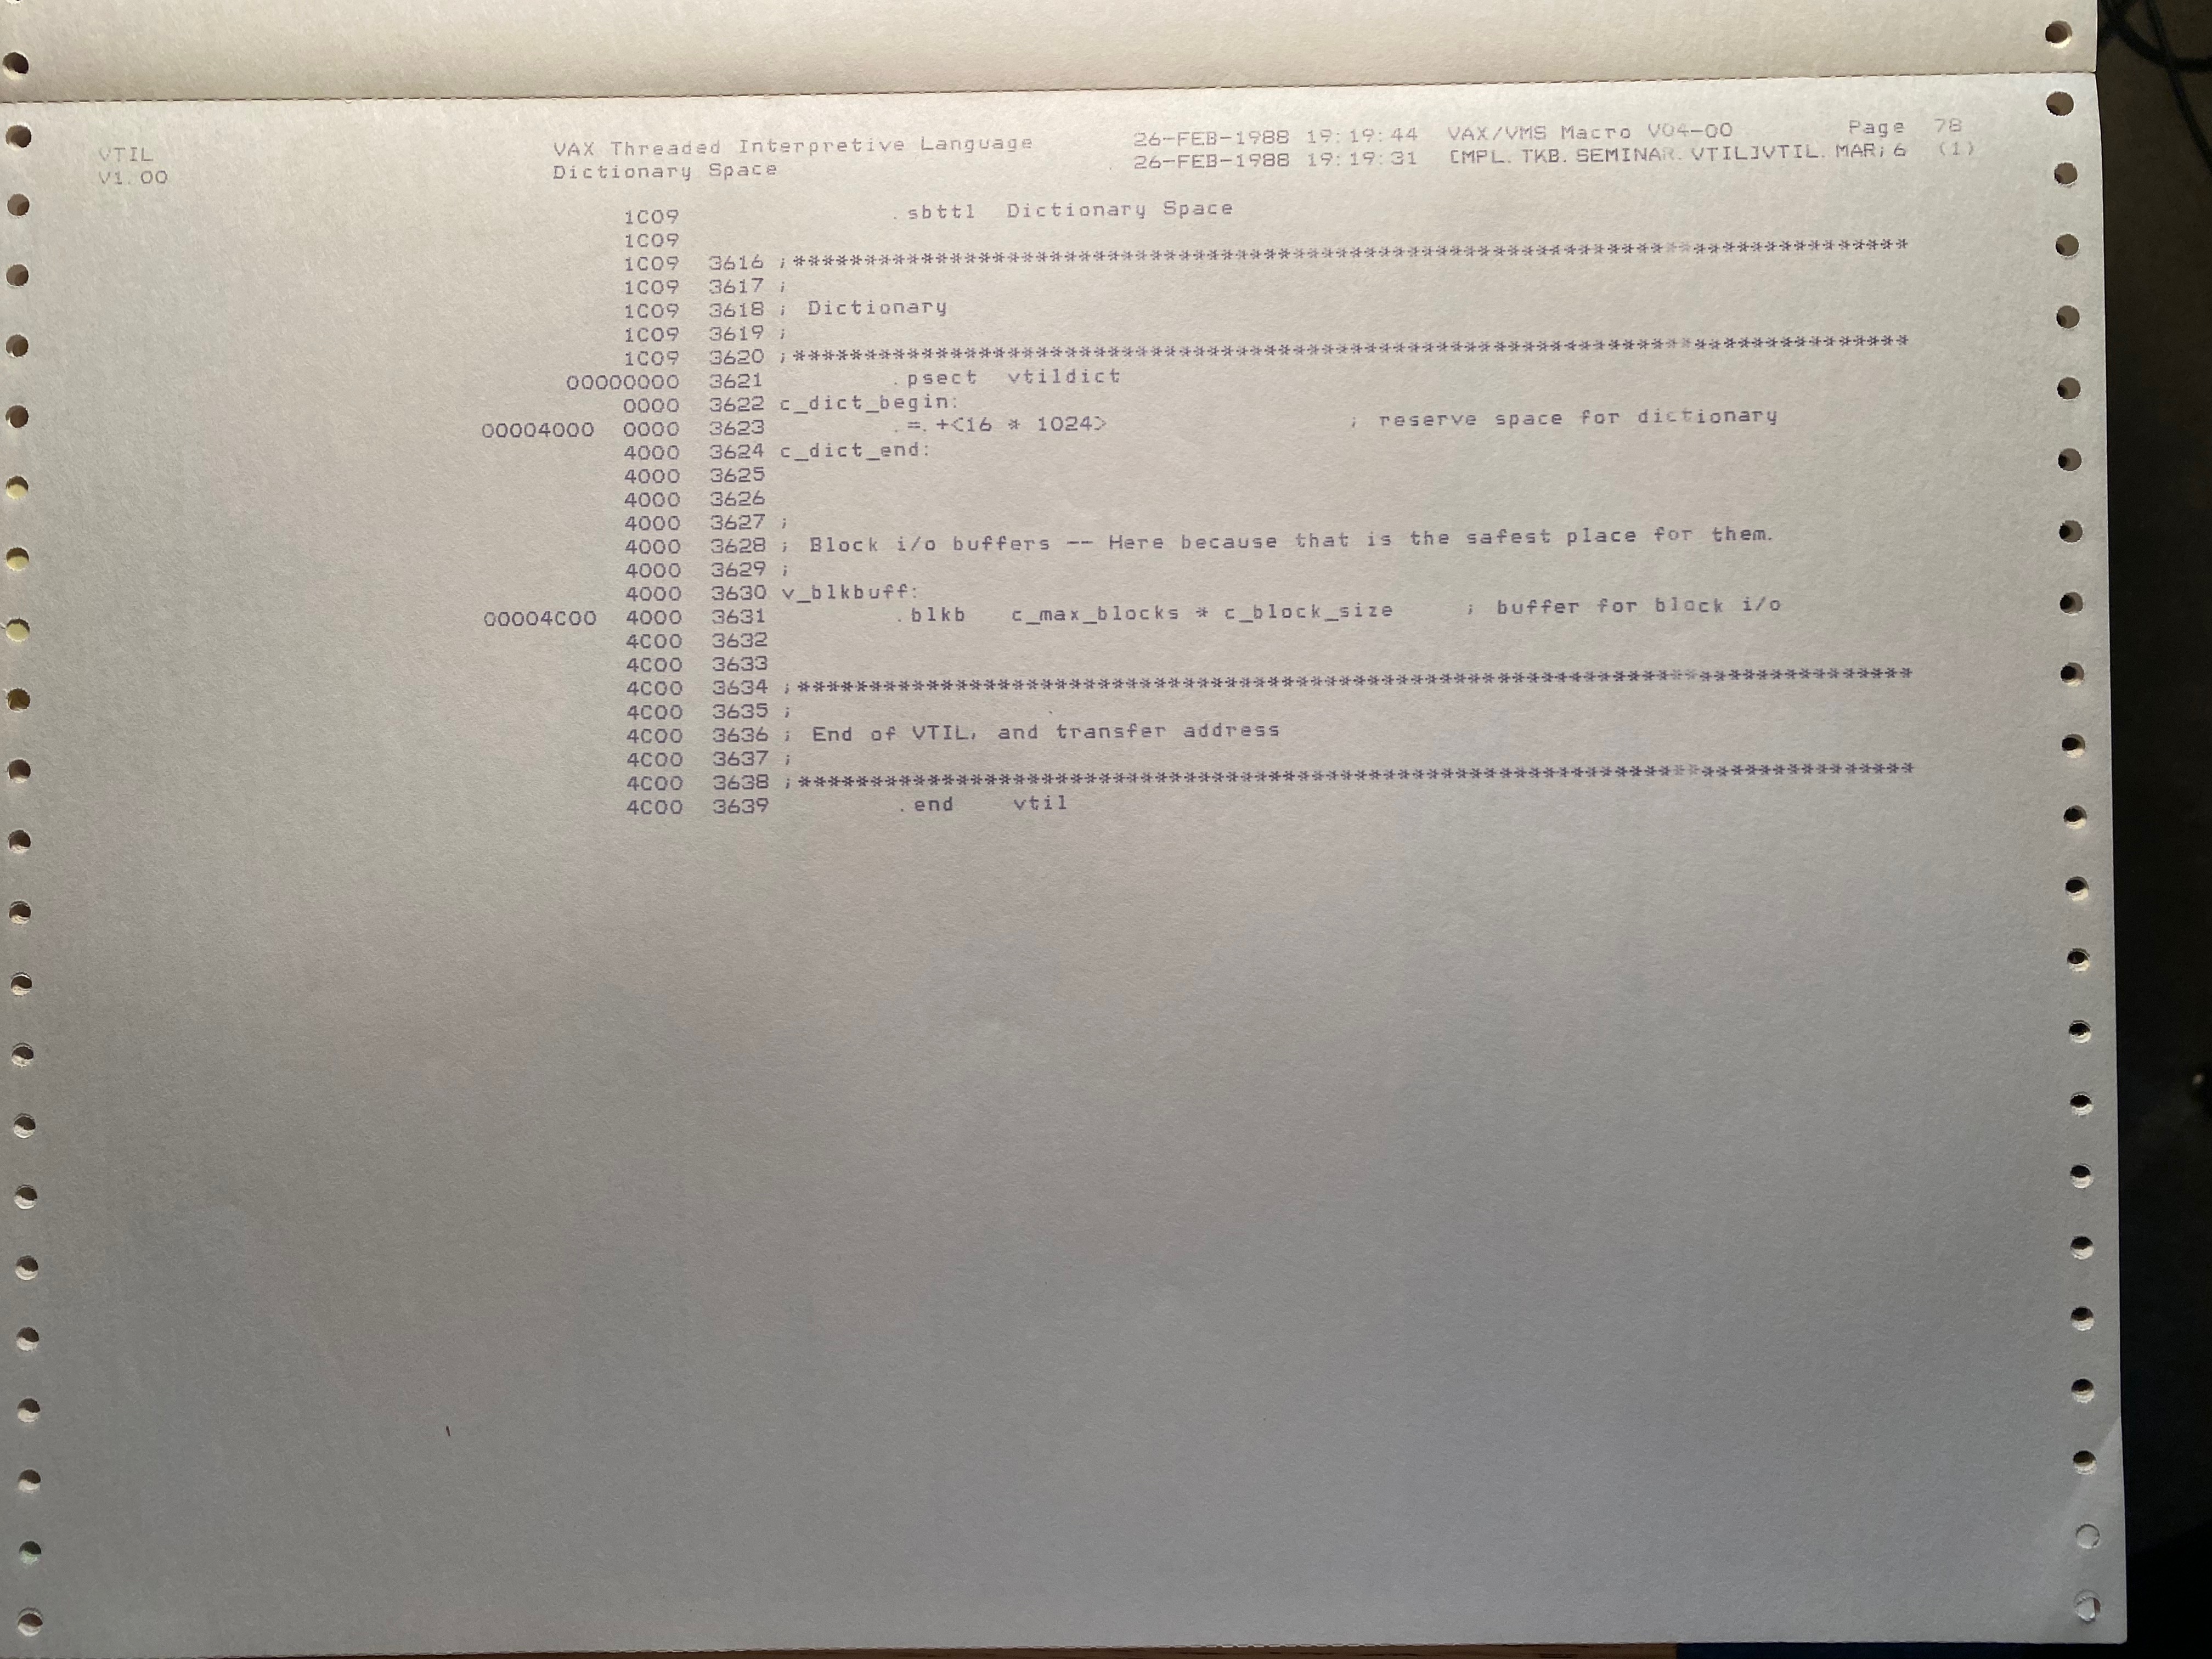 VTIL VAX Threaded Interpretive Language 26-FEB-1988 19:19:44 VAX/VMS Macro V04-00 Page 78
V1.00 Dictionary Space 26-FEB-1988 19:19:31 [MPL.TKB.SEMINAR.VTIL]VTIL.MAR;6 (1)
1C09 .sbttl Dictionary Space
1C09
1C09 3616 ;******************************************************************************
1C09 3617 ;
1C09 3618 ; Dictionary
1C09 3619 ;
1C09 3620 ;******************************************************************************
00000000 3621 .psect vtildict
0000 3622 c_dict_begin:
00004000 0000 3623 .=.+<16 * 1024> ; reserve space for dictionary
4000 3624 c_dict_end:
4000 3625
4000 3626
4000 3627 ;
4000 3628 ; Block i/o buffers -- Here because that is the safest place for them.
4000 3629 ;
4000 3630 v_blkbuff:
00004C00 4000 3631 .blkb c_max_blocks * c_block_size ; buffer for block i/o
4C00 3632
4C00 3633
4C00 3634 ;******************************************************************************
4C00 3635 ;
4C00 3636 ; End of VTIL, and transfer address
4C00 3637 ;
4C00 3638 ;******************************************************************************
4C00 3639 .end vtil